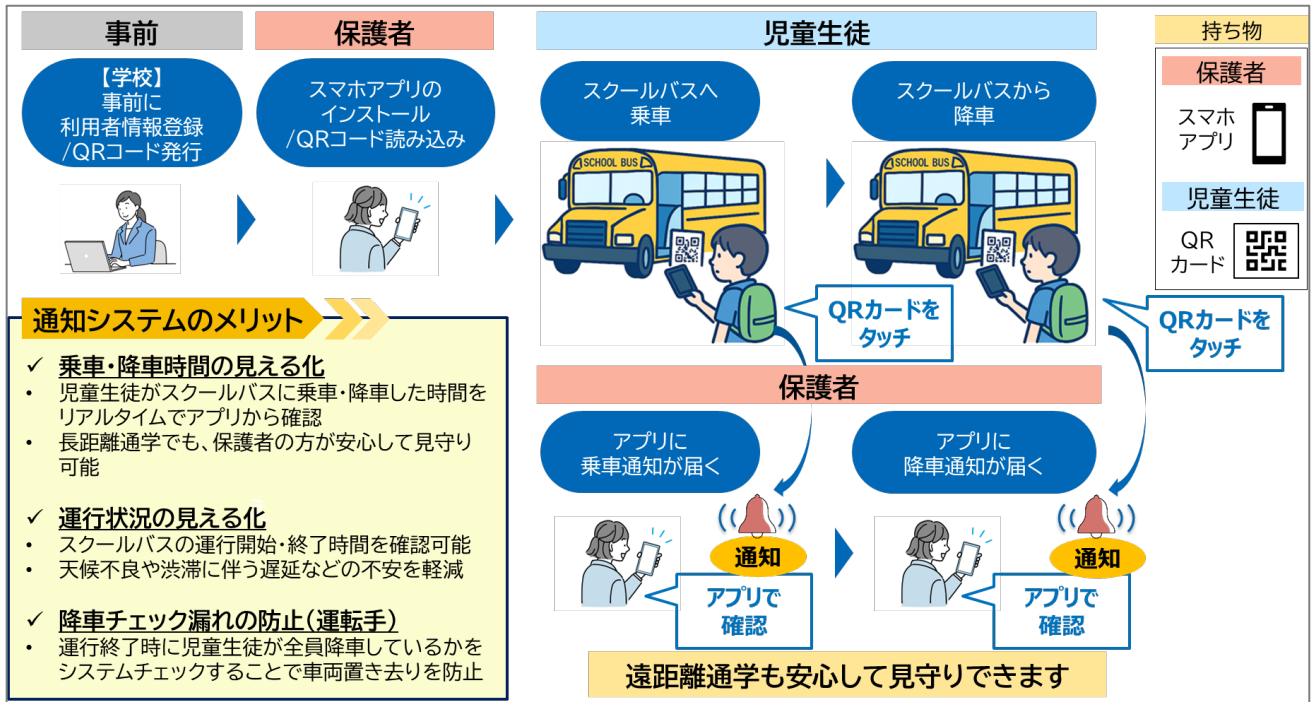 事前
【学校】
事前に
利用者情報登録
/QRコード発行
保護者
スマホアプリの
インストール
/QRコード読み込み
児童生徒
スクールバスへ
乗車
SCHOOL BUS
QRカードを
タッチ
スクールバスから
降車
SCHOOL BUS
QRカードを
タッチ
持ち物
保護者
スマホ
アプリ
児童生徒
QR
カード
保護者
アプリに
乗車通知が届く
通知
アプリで
確認
アプリに
降車通知が届く
通知
アプリで
確認
遠距離通学も安心して見守りできます
通知システムのメリット
✓ 乗車・降車時間の見える化
• 児童生徒がスクールバスに乗車・降車した時間を
リアルタイムでアプリから確認
• 長距離通学でも、保護者の方が安心して見守り
可能
✓ 運行状況の見える化
• スクールバスの運行開始・終了時間を確認可能
• 天候不良や渋滞に伴う遅延などの不安を軽減
✓ 降車チェック漏れの防止(運転手)
• 運行終了時に児童生徒が全員降車しているかを
システムチェックすることで車両置き去りを防止